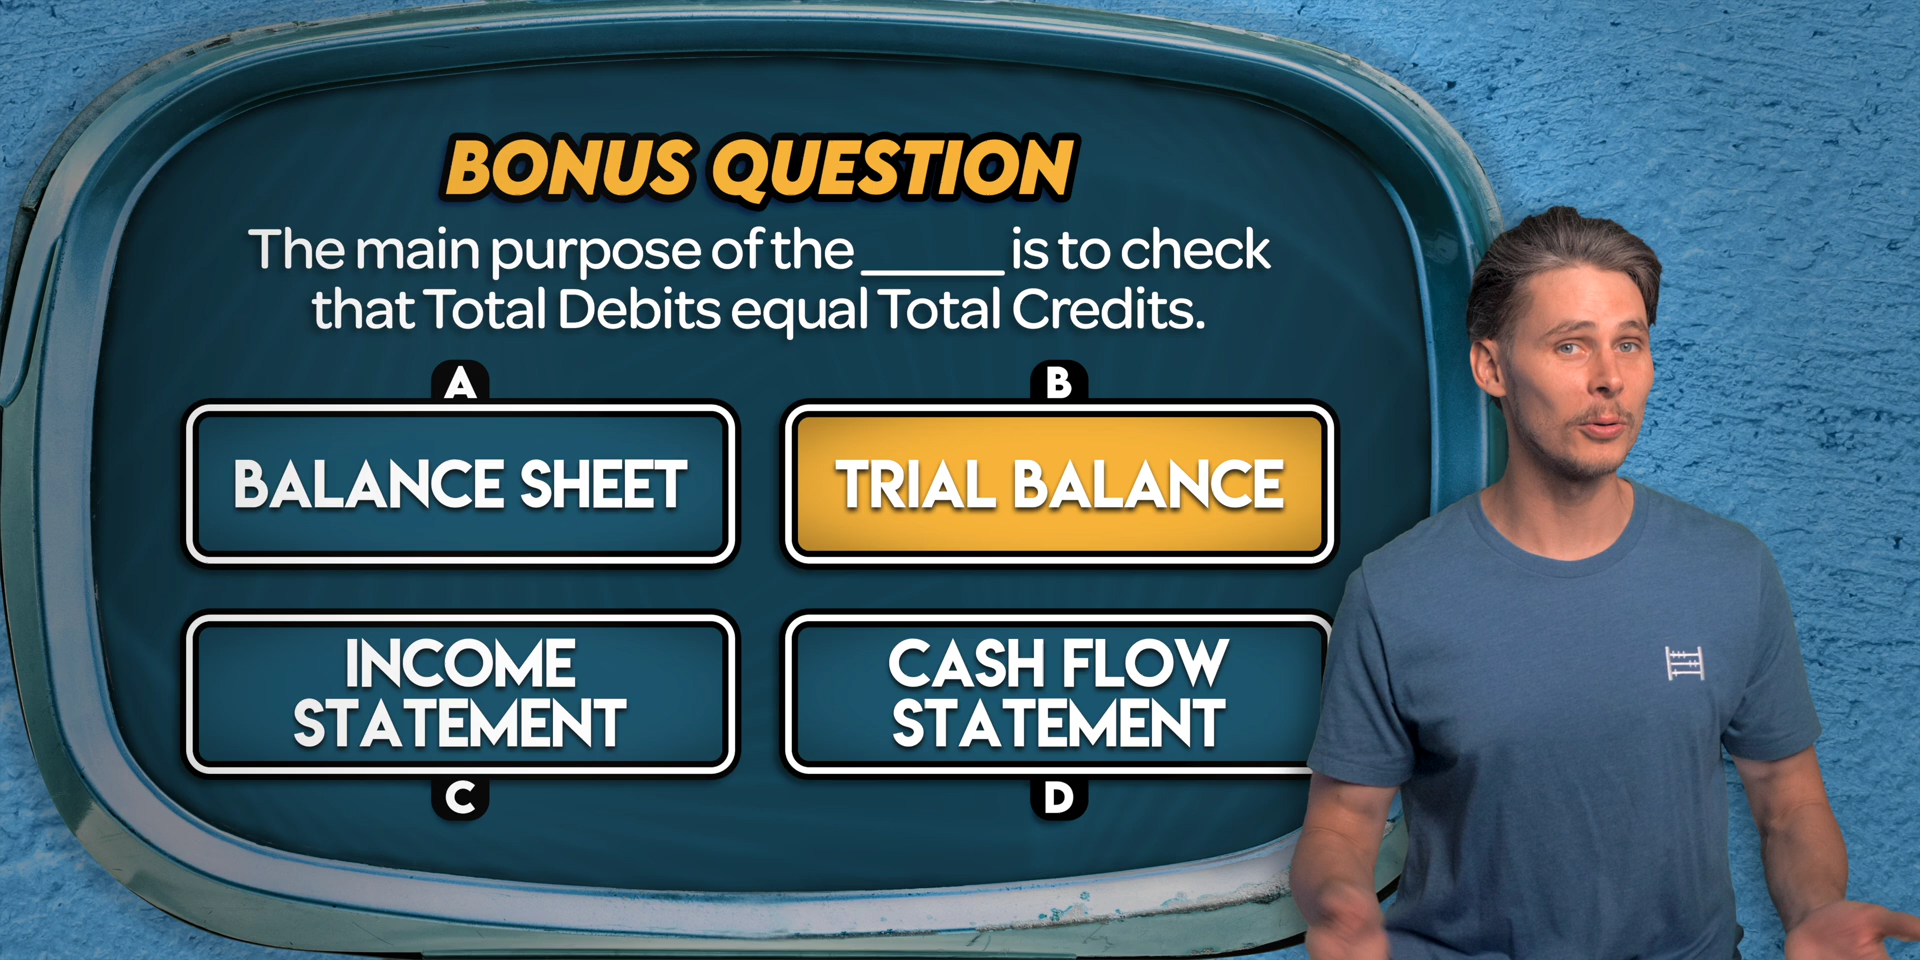 BONUS QUESTION
The main purpose of the _____ is to check
that Total Debits equal Total Credits.
A
BALANCE SHEET
B
TRIAL BALANCE
INCOME
STATEMENT
C
CASH FLOW
STATEMENT
D